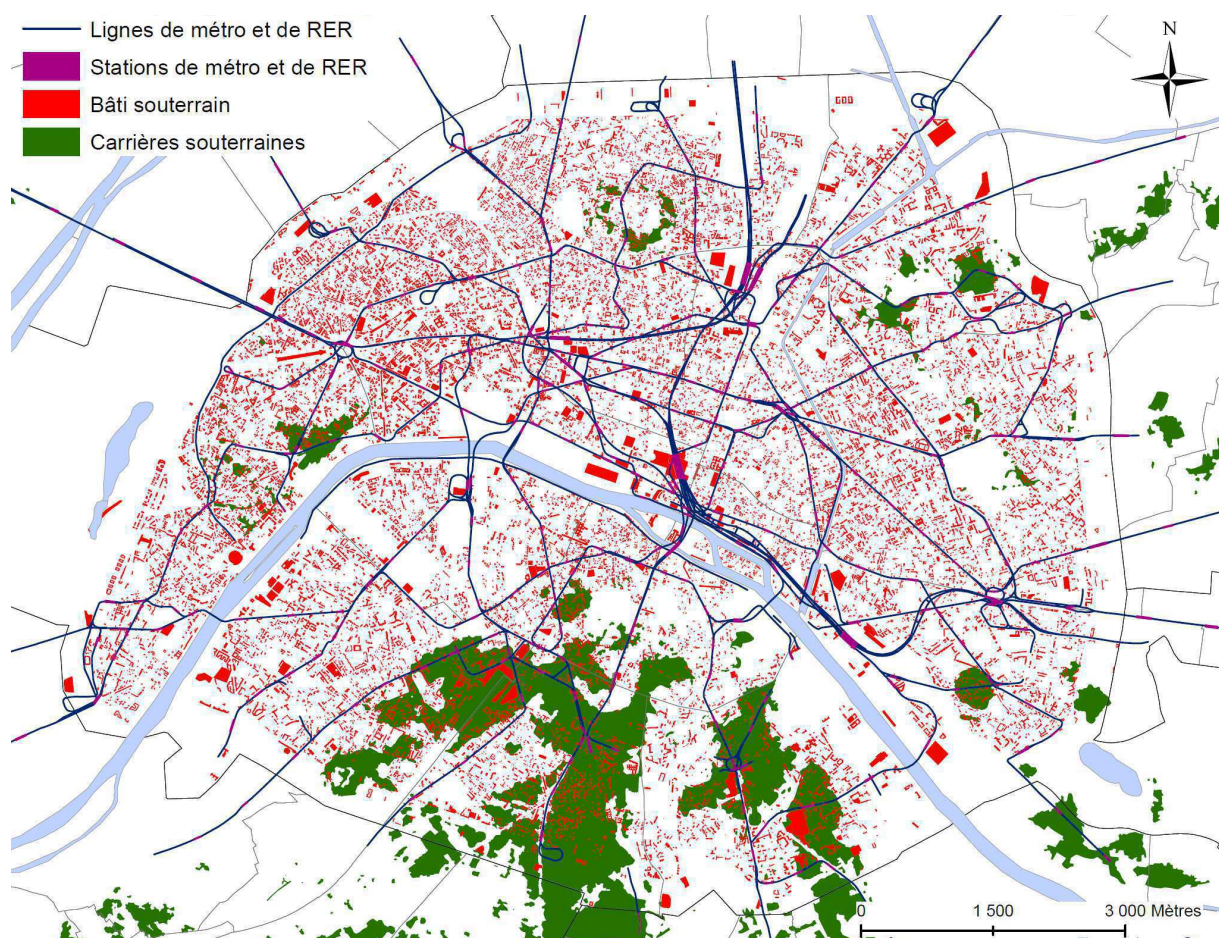 Lignes de métro et de RER
Stations de métro et de RER
Bâti souterrain
Carrières souterraines
N
0 1 500 3 000 Mètres